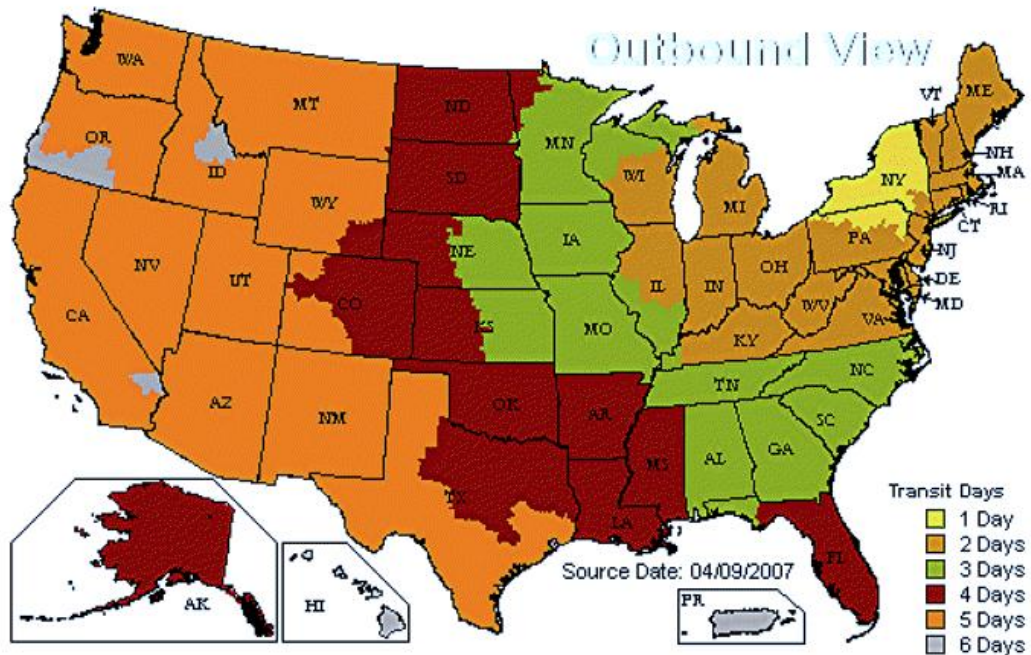 Outbound View
WA
MT
ND
MN
VT
ME
OR
ID
SD
WI
NH
MA
NY
WY
MI
RI
CT
NE
IA
PA
NJ
NV
UT
CO
IL
IN
OH
DE
MD
CA
KS
MO
WV
VA
KY
NC
TN
AZ
NM
OK
AR
SC
MS
AL
GA
TX
LA
FL
Transit Days
1 Day
2 Days
3 Days
4 Days
5 Days
6 Days
Source Date: 04/09/2007
AK
HI
PR